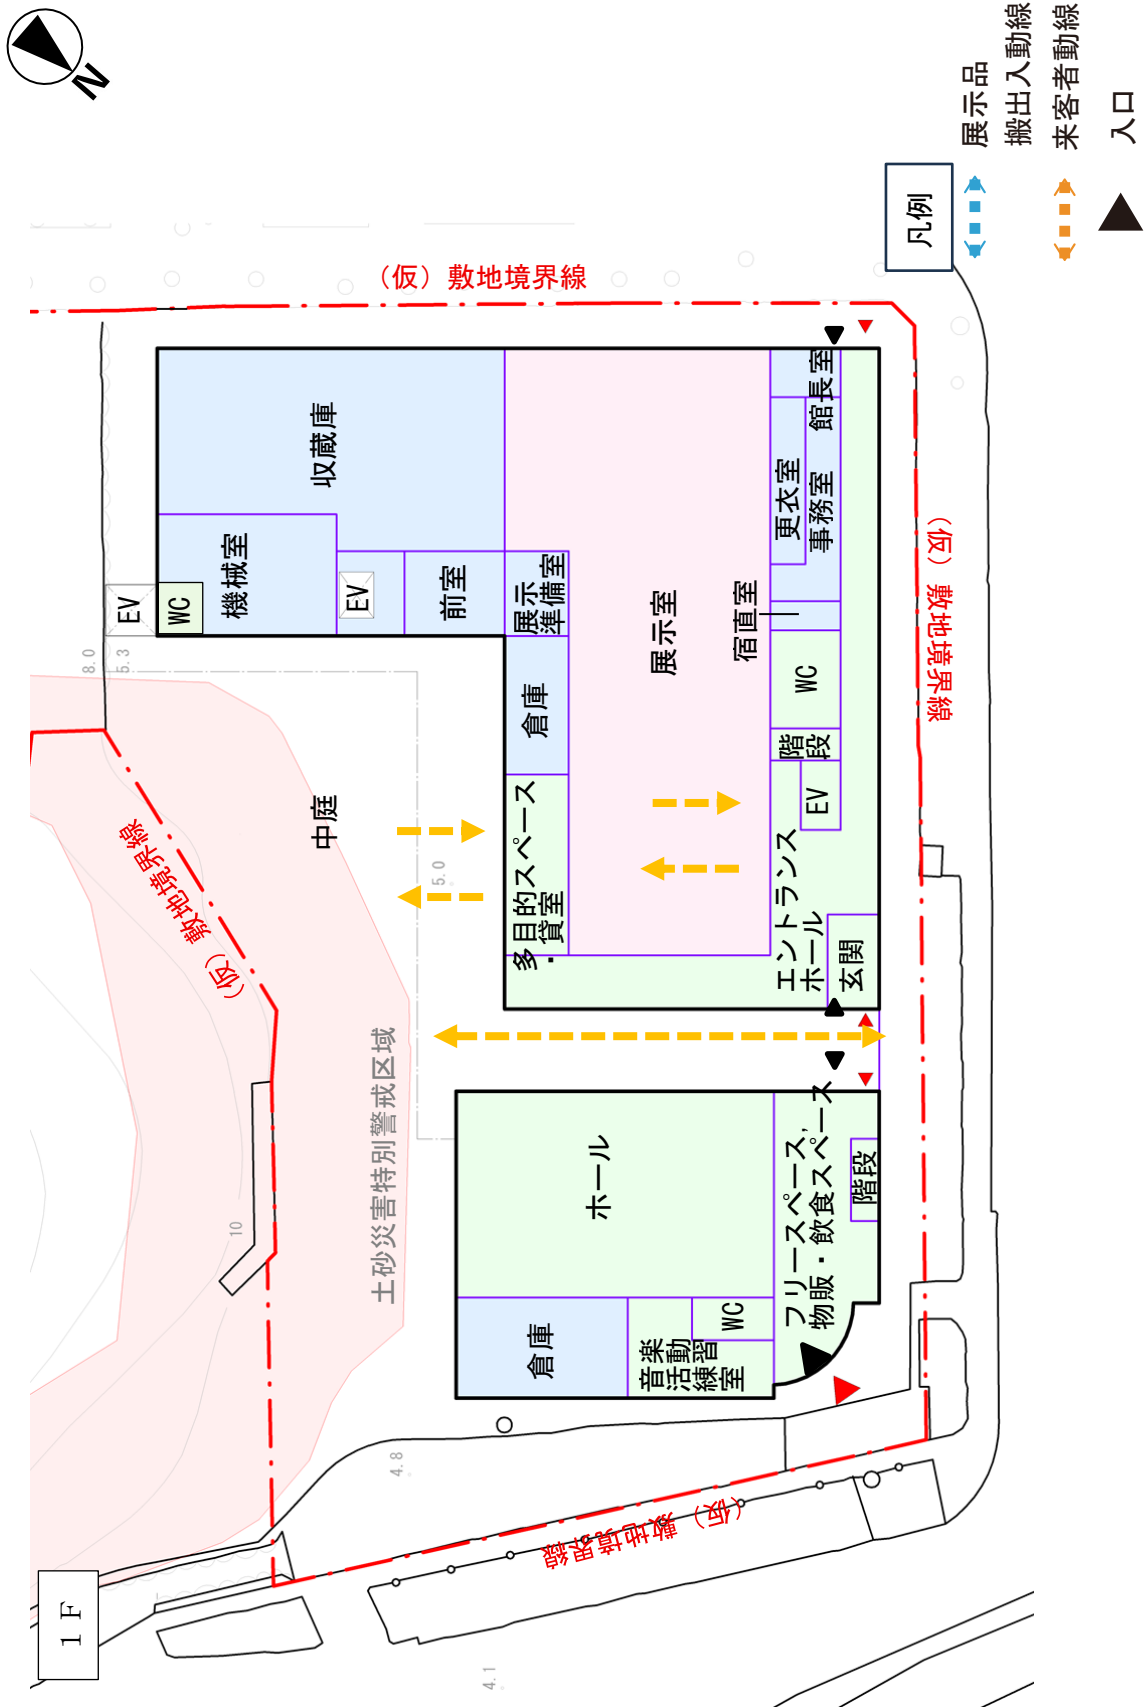 1F
N
凡例
展示品
搬出入動線
来客者動線
入口
(仮)敷地境界線
(仮)敷地境界線
(仮)敷地境界線
(仮)敷地境界線
EV
WC
機械室
収蔵庫
EV
前室
展示
準備室
倉庫
多目的スペース
・貸室
展示室
館長室
更衣室
事務室
宿直室
WC
階段
EV
エントランス
ホール
玄関
中庭
土砂災害特別警戒区域
ホール
倉庫
音楽
活動
練習
室
WC
フリースペース,
物販・飲食スペース
階段
8.0
5.3
5.0
10
4.8
4.1